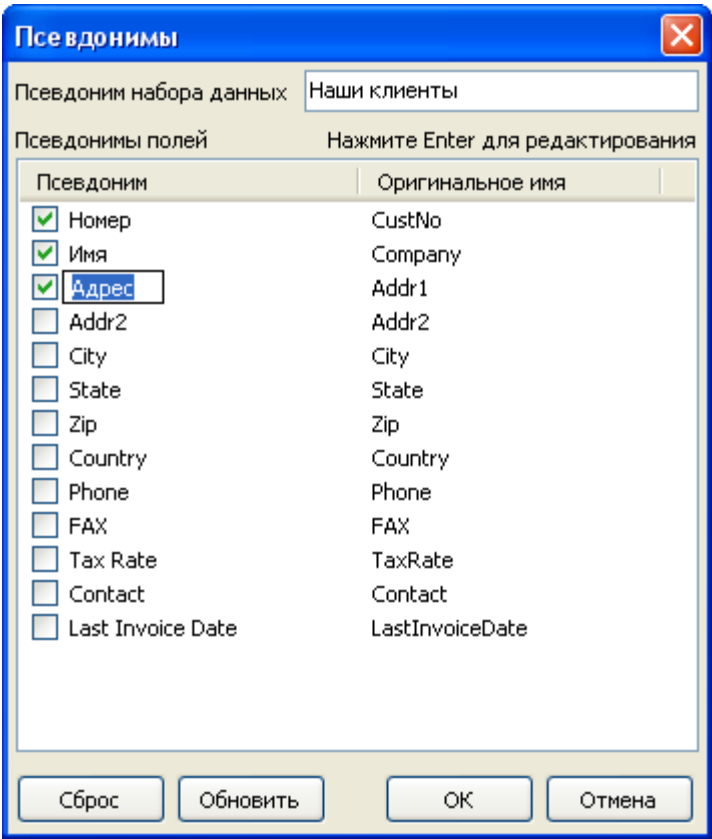 Псевдонимы
Псевдоним набора данных Наши клиенты
Псевдонимы полей Нажмите Enter для редактирования
Псевдоним Оригинальное имя
Номер CustNo
Имя Company
Адрес Addr1
Addr2 Addr2
City City
State State
Zip Zip
Country Country
Phone Phone
FAX FAX
Tax Rate TaxRate
Contact Contact
Last Invoice Date LastInvoiceDate
Сброс Обновить ОК Отмена